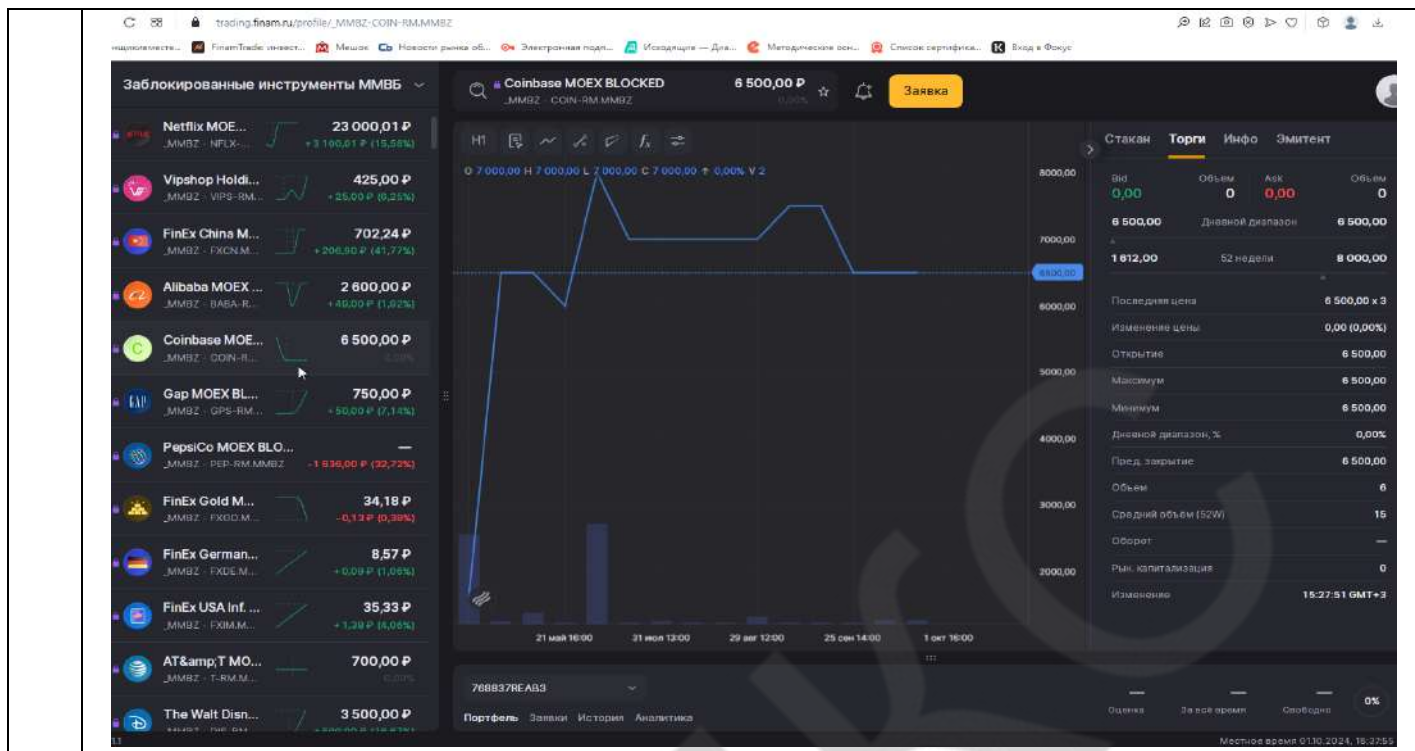 trading.finam.ru/profile/_MMBZ-COIN-RM.MMBZ
FinamTrade: инвест... Мешок Новости рынка об... Электронная подп... Исходящие — Для... Методические осн... Список сертифика... Вход в Фокус
Заблокированные инструменты ММВБ
Coinbase MOEX BLOCKED 6 500,00 ₽
_MMBZ · COIN-RM.MMBZ 0,00%
Заявка
Netflix MOE... 23 000,01 ₽
_MMBZ · NFLX-... +3 100,01 ₽ (15,58%)
Vipshop Holdi... 425,00 ₽
_MMBZ · VIPS-RM...
FinEx China M... 702,24 ₽
_MMBZ · FXCN.M... +206,90 ₽ (41,77%)
Alibaba MOEX ... 2 600,00 ₽
_MMBZ · BABA-R... +49,00 ₽ (1,92%)
Coinbase MOE... 6 500,00 ₽
_MMBZ · COIN-R... 0,00%
Gap MOEX BL... 750,00 ₽
_MMBZ · GPS-RM... +50,00 ₽ (7,14%)
PepsiCo MOEX BLO... —
_MMBZ · PEP-RM.MMBZ -1 636,00 ₽ (32,72%)
FinEx Gold M... 34,18 ₽
_MMBZ · FXGD.M... -0,13 ₽ (0,38%)
FinEx German... 8,57 ₽
_MMBZ · FXDE.M... +0,09 ₽ (1,06%)
FinEx USA Inf. ... 35,33 ₽
_MMBZ · FXIM.M... +1,38 ₽ (4,06%)
AT&amp;T MO... 700,00 ₽
_MMBZ · T-RM.M... 0,00%
The Walt Disn... 3 500,00 ₽
H1
O 7 000,00 H 7 000,00 L 7 000,00 C 7 000,00 ↑ 0,00% V 2
8000,00
7000,00
6500,00
6000,00
5000,00
4000,00
3000,00
2000,00
21 май 16:00 31 июл 13:00 29 авг 12:00 25 сен 14:00 1 окт 16:00
Стакан Торги Инфо Эмитент
Bid Объем Ask Объем
0,00 0 0,00 0
6 500,00 Дневной диапазон 6 500,00
1 612,00 52 недели 8 000,00
Последняя цена 6 500,00 x 3
Изменение цены 0,00 (0,00%)
Открытие 6 500,00
Максимум 6 500,00
Минимум 6 500,00
Дневной диапазон, % 0,00%
Пред. закрытие 6 500,00
Объем 6
Средний объём (52W) 15
Оборот —
Рын. капитализация 0
Изменение 15:27:51 GMT+3
768837REAB3
Портфель Заявки История Аналитика
— — —
Оценка За всё время Свободно 0%
Местное время 01.10.2024, 16:37:55